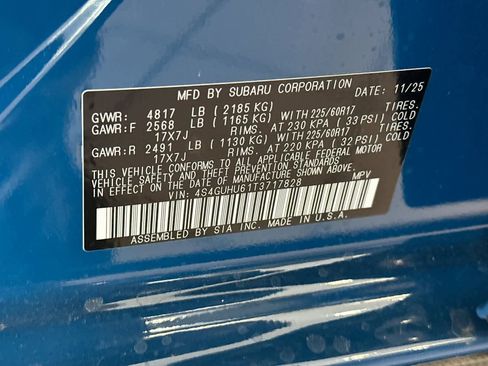 MFD BY SUBARU CORPORATION DATE: 11/25
GVWR: 4817 LB (2185 KG)
GAWR:F 2568 LB (1165 KG) WITH 225/60R17 TIRES.
17X7J RIMS. AT 230 KPA (33 PSI) COLD
GAWR:R 2491 LB (1130 KG) WITH 225/60R17 TIRES.
17X7J RIMS. AT 220 KPA (32 PSI) COLD
THIS VEHICLE CONFORMS TO ALL APPLICABLE FEDERAL MOTOR
VEHICLE SAFETY AND THEFT PREVENTION STANDARDS IN EFFECT
ON THE DATE OF MANUFACTURE SHOWN ABOVE.
VIN: 4S4GUHU61T3717828 MPV
ASSEMBLED BY SIA INC. MADE IN U.S.A.